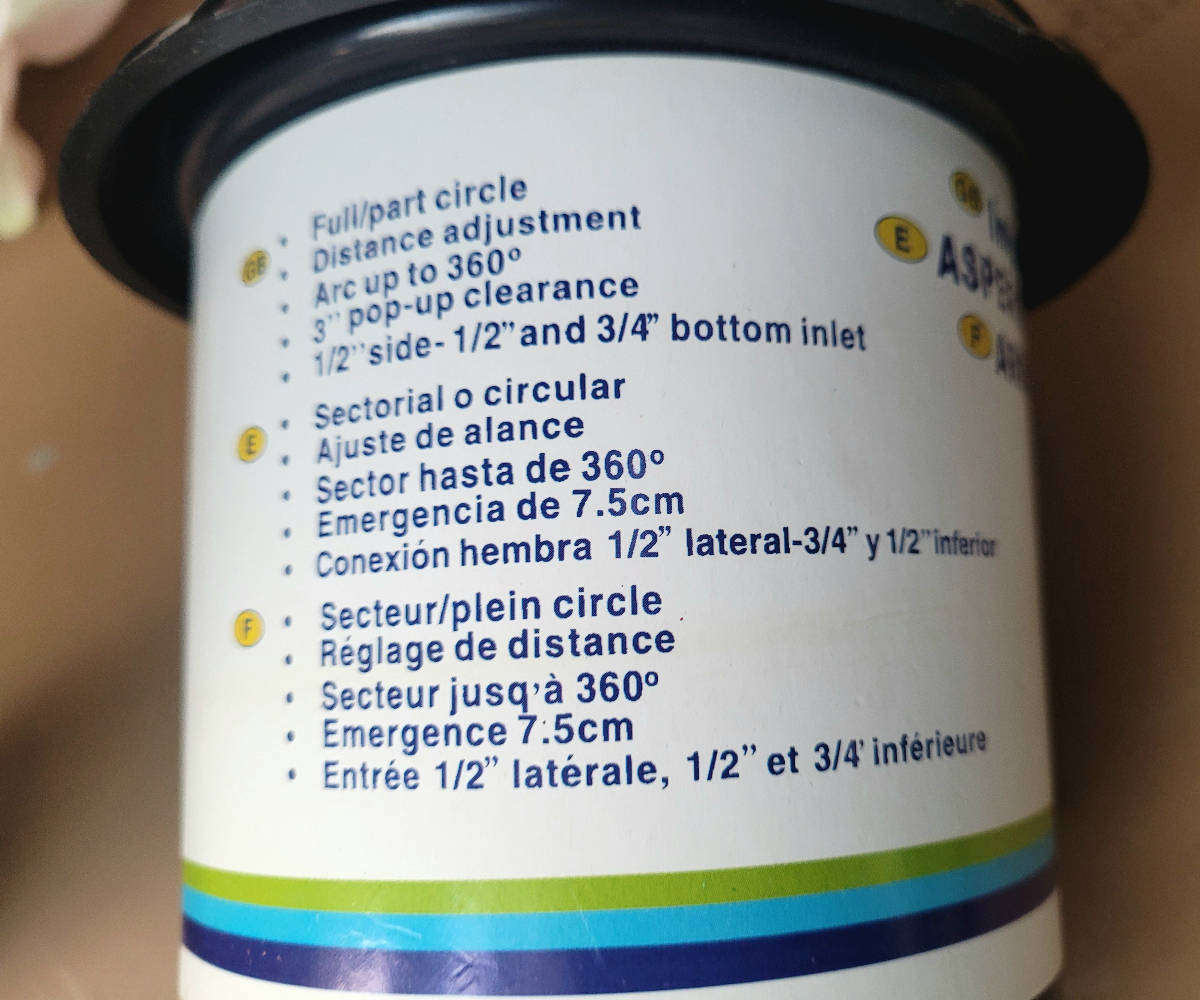 GB
• Full/part circle
• Distance adjustment
• Arc up to 360º
• 3" pop-up clearance
• 1/2" side- 1/2" and 3/4" bottom inlet
E
• Sectorial o circular
• Ajuste de alance
• Sector hasta de 360º
• Emergencia de 7.5cm
• Conexión hembra 1/2" lateral-3/4" y 1/2" inferior
F
• Secteur/plein circle
• Réglage de distance
• Secteur jusq'à 360º
• Emergence 7.5cm
• Entrée 1/2" latérale, 1/2" et 3/4' inférieure
GB
E
F